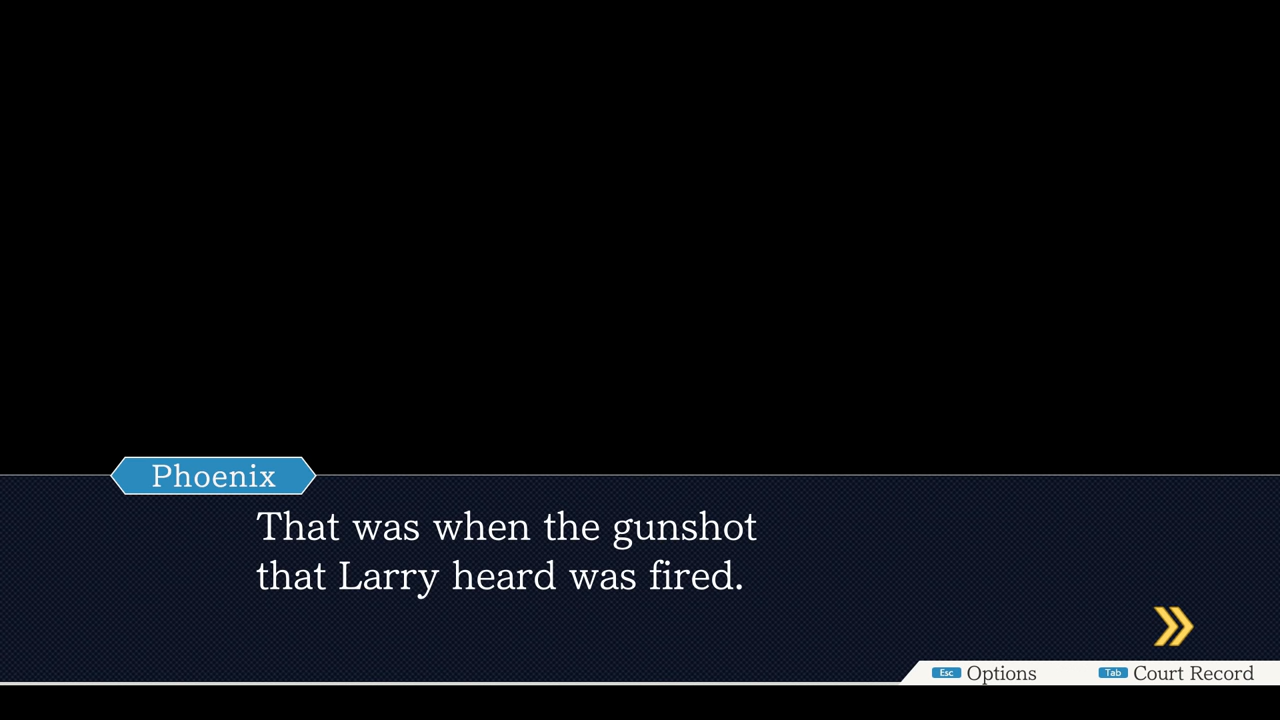 Phoenix
That was when the gunshot
that Larry heard was fired.
Esc Options Tab Court Record